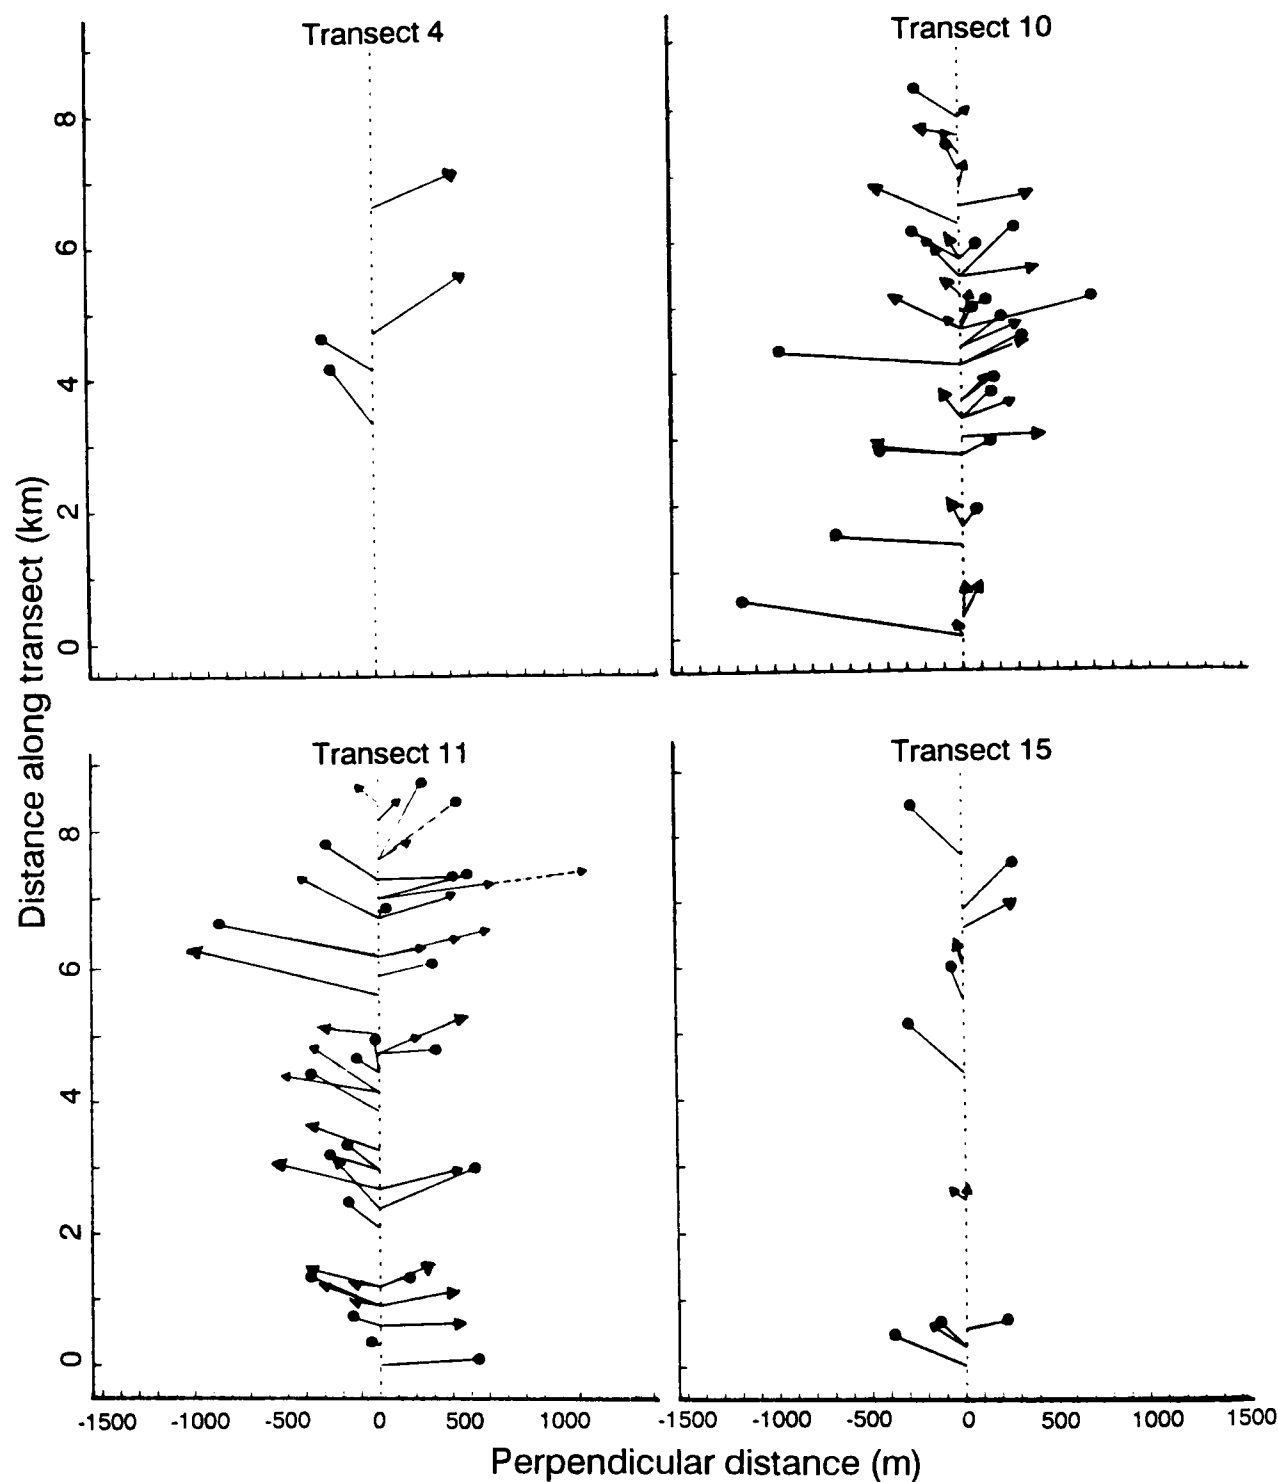 Transect 4
Transect 10
8
6
4
2
0
Distance along transect (km)
Transect 11
Transect 15
8
6
4
2
0
-1500 -1000 -500 0 500 1000 -1500 -1000 -500 0 500 1000 1500
Perpendicular distance (m)